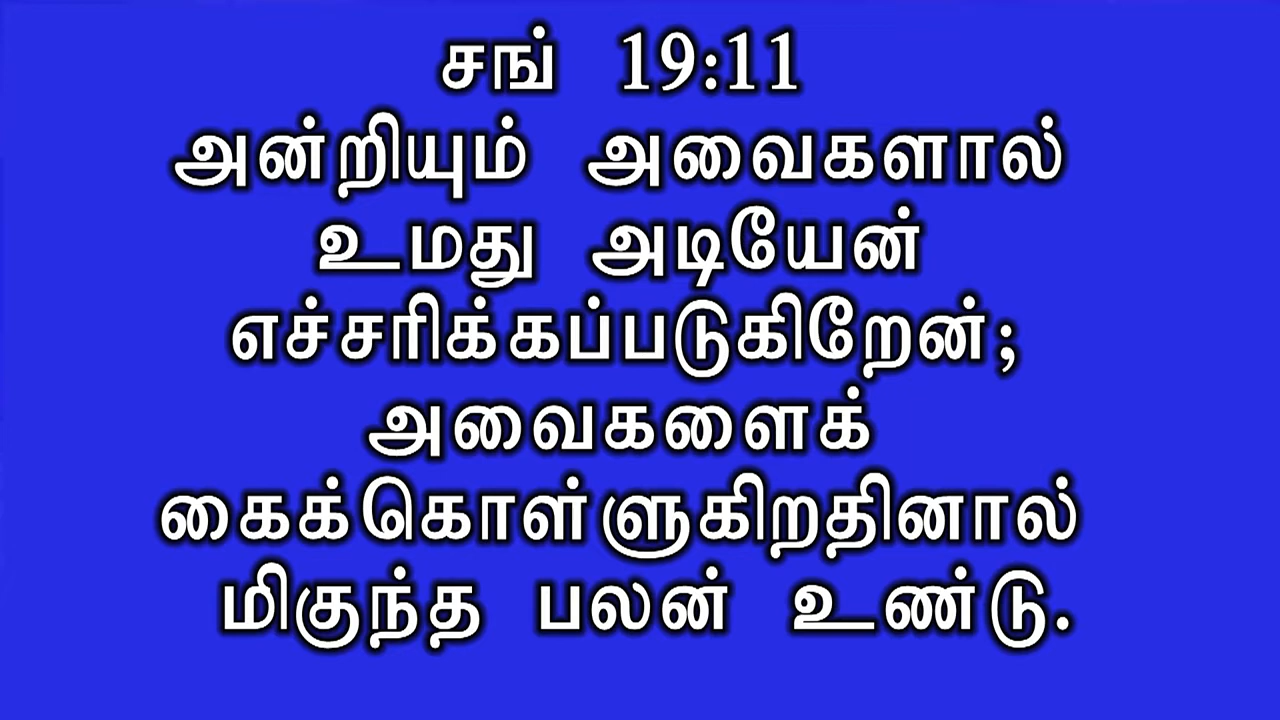 சங் 19:11
அன்றியும் அவைகளால்
உமது அடியேன்
எச்சரிக்கப்படுகிறேன்;
அவைகளைக்
கைக்கொள்ளுகிறதினால்
மிகுந்த பலன் உண்டு.